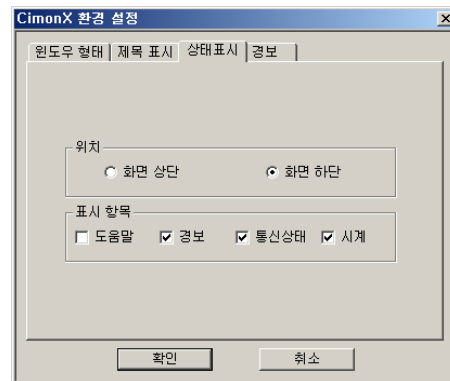 CimonX 환경 설정
윈도우 형태 제목 표시 상태표시 경보
위치
화면 상단 화면 하단
표시 항목
도움말 경보 통신상태 시계
확인 취소